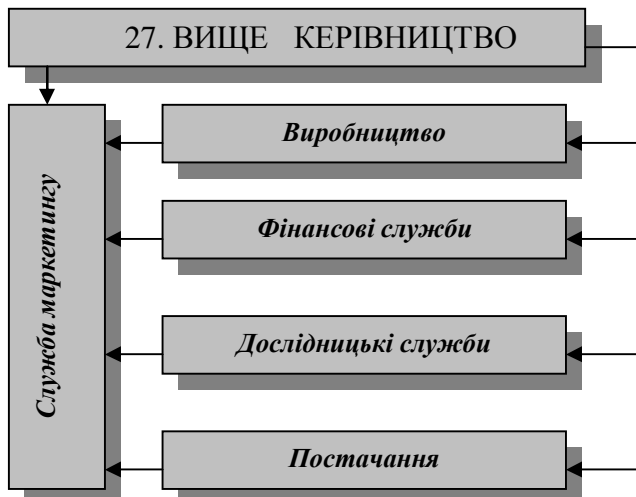 27. ВИЩЕ КЕРІВНИЦТВО
Служба маркетингу
Виробництво
Фінансові служби
Дослідницькі служби
Постачання